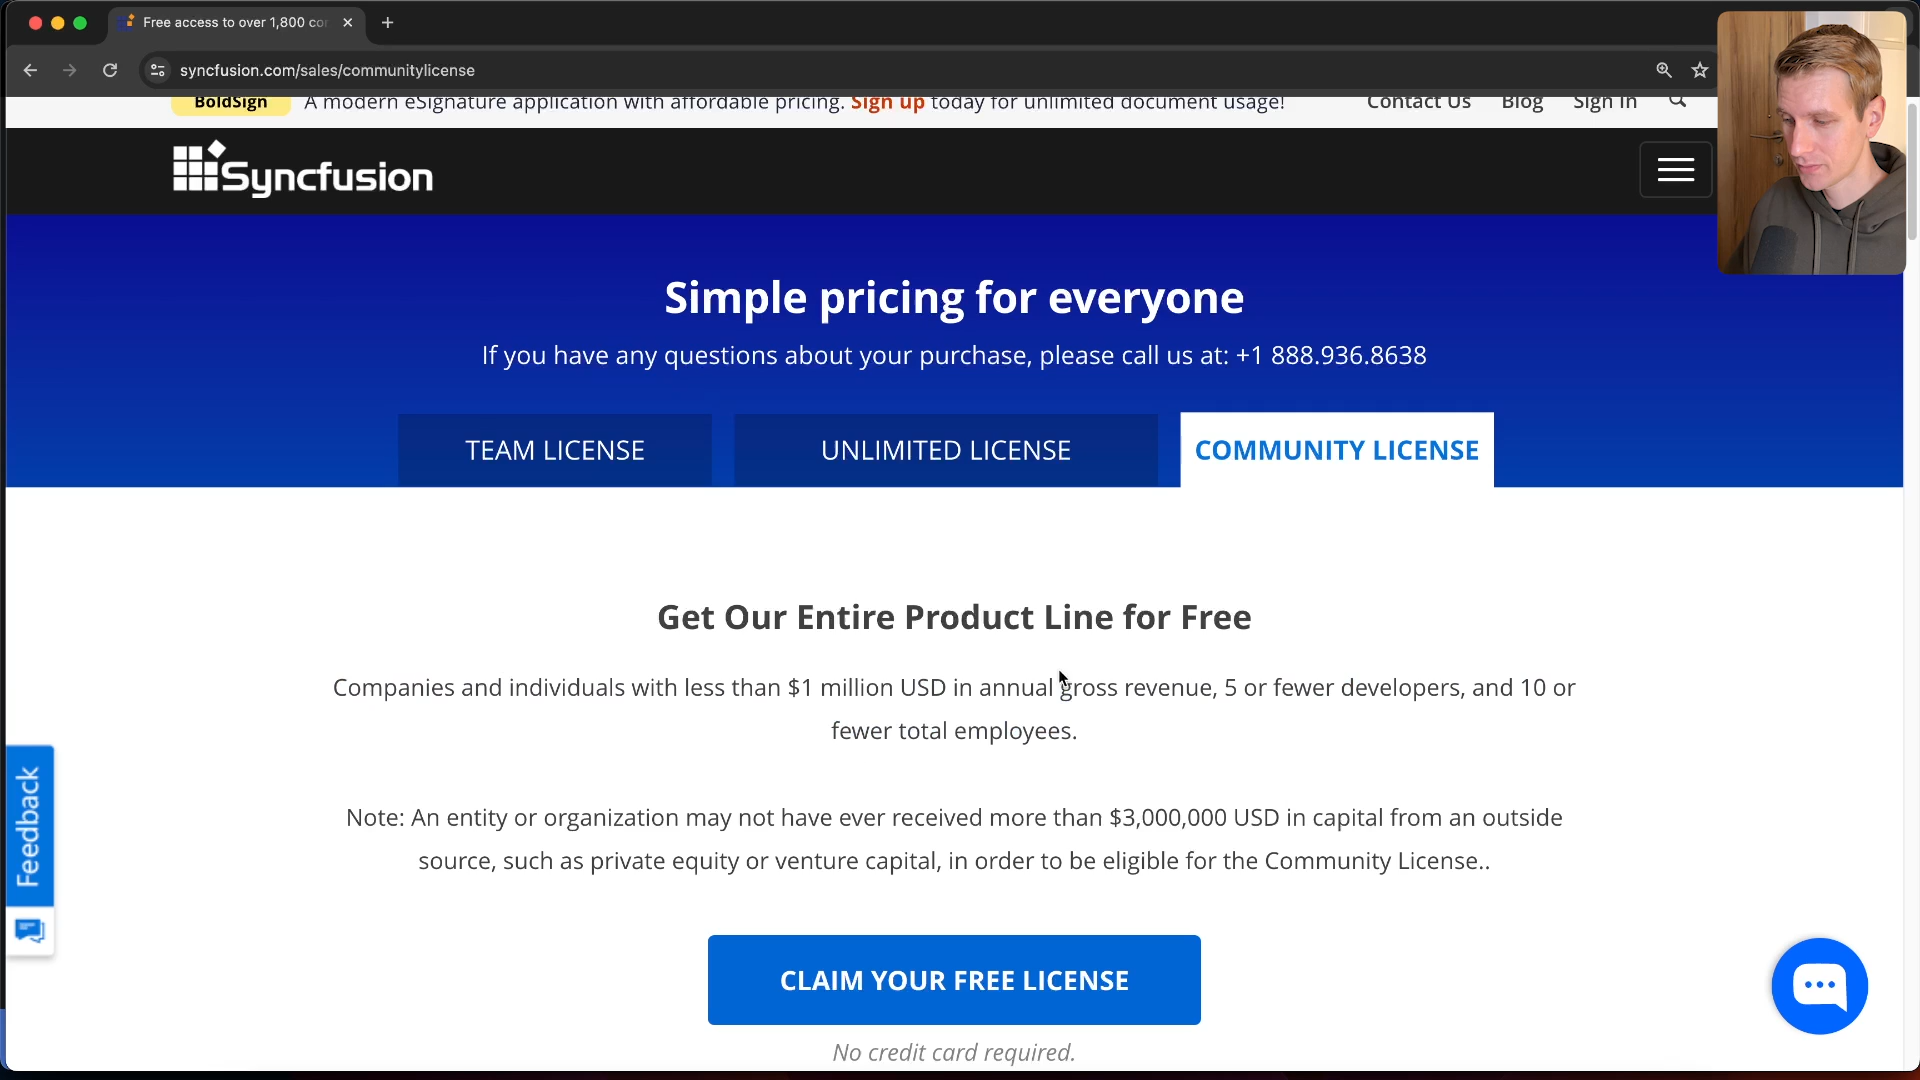 Free access to over 1,800 co
syncfusion.com/sales/communitylicense
BoldSign A modern eSignature application with affordable pricing. Sign up today for unlimited document usage! Contact Us Blog Sign In
Syncfusion
Simple pricing for everyone
If you have any questions about your purchase, please call us at: +1 888.936.8638
TEAM LICENSE UNLIMITED LICENSE COMMUNITY LICENSE
Get Our Entire Product Line for Free
Companies and individuals with less than $1 million USD in annual gross revenue, 5 or fewer developers, and 10 or
fewer total employees.
Note: An entity or organization may not have ever received more than $3,000,000 USD in capital from an outside
source, such as private equity or venture capital, in order to be eligible for the Community License..
Feedback
CLAIM YOUR FREE LICENSE
No credit card required.